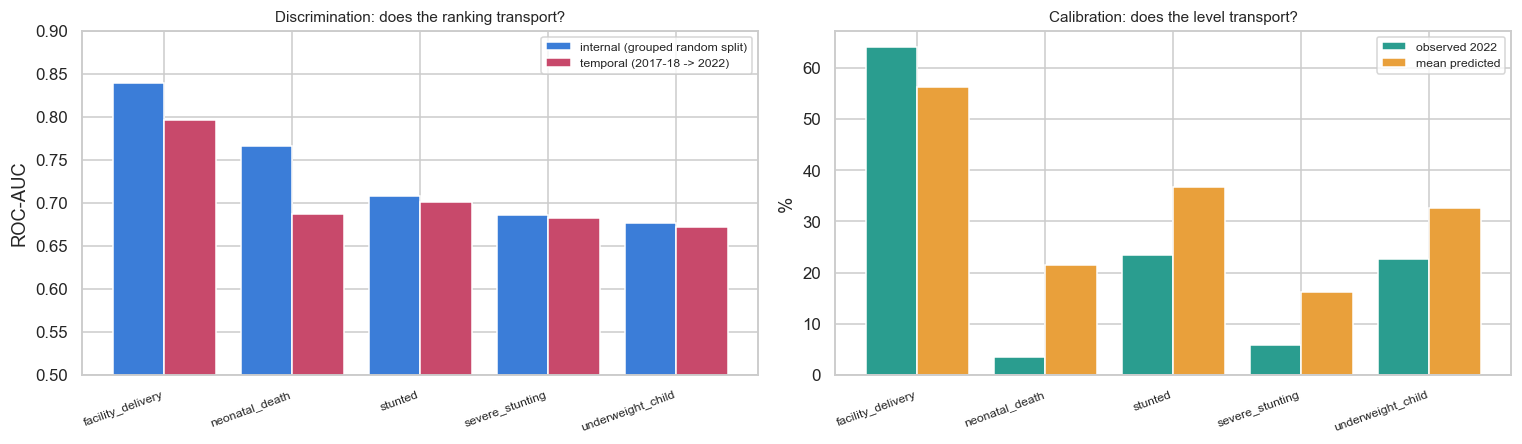 Discrimination: does the ranking transport?
internal (grouped random split)
temporal (2017-18 -> 2022)
ROC-AUC
0.90
0.85
0.80
0.75
0.70
0.65
0.60
0.55
0.50
facility_delivery
neonatal_death
stunted
severe_stunting
underweight_child
Calibration: does the level transport?
observed 2022
mean predicted
%
60
50
40
30
20
10
0
facility_delivery
neonatal_death
stunted
severe_stunting
underweight_child